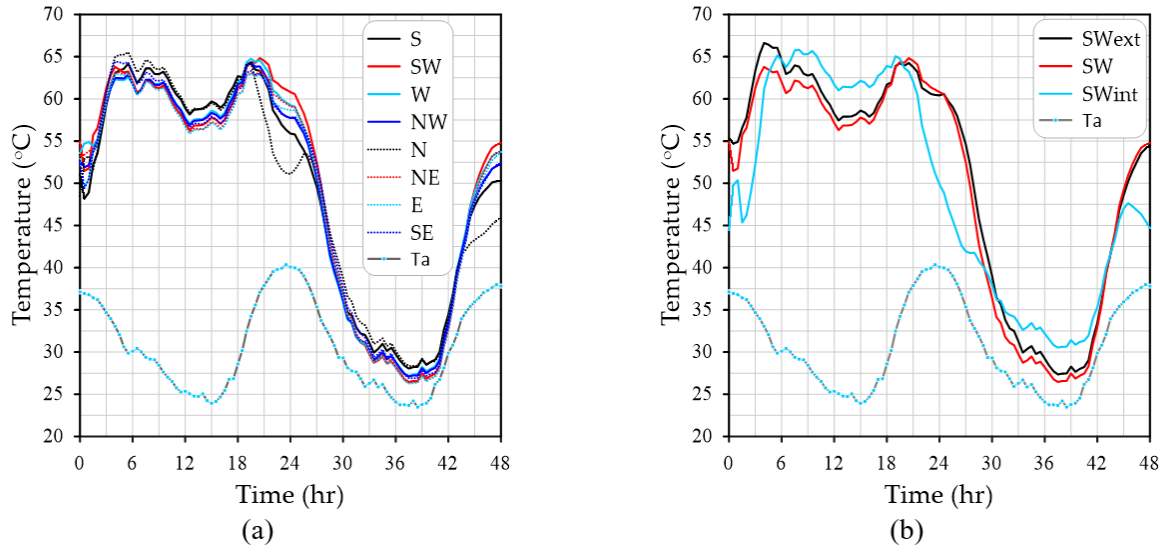 70
65
60
55
50
45
40
35
30
25
20
Temperature (°C)
S
SW
W
NW
N
NE
E
SE
Ta
0 6 12 18 24 30 36 42 48
Time (hr)
(a)
70
65
60
55
50
45
40
35
30
25
20
Temperature (°C)
SWext
SW
SWint
Ta
0 6 12 18 24 30 36 42 48
Time (hr)
(b)